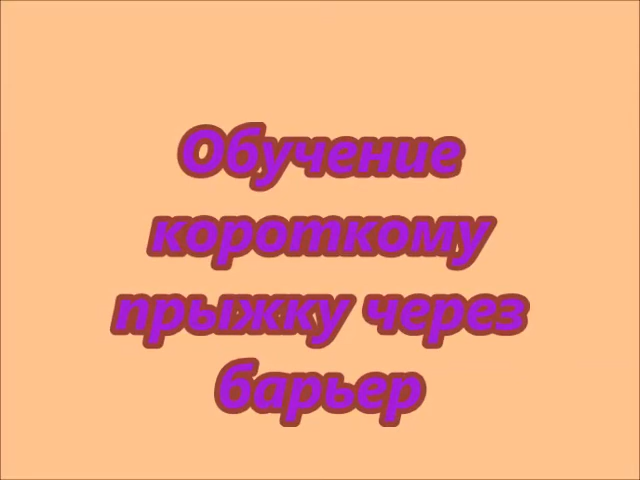 Обучение
короткому
прыжку через
барьер